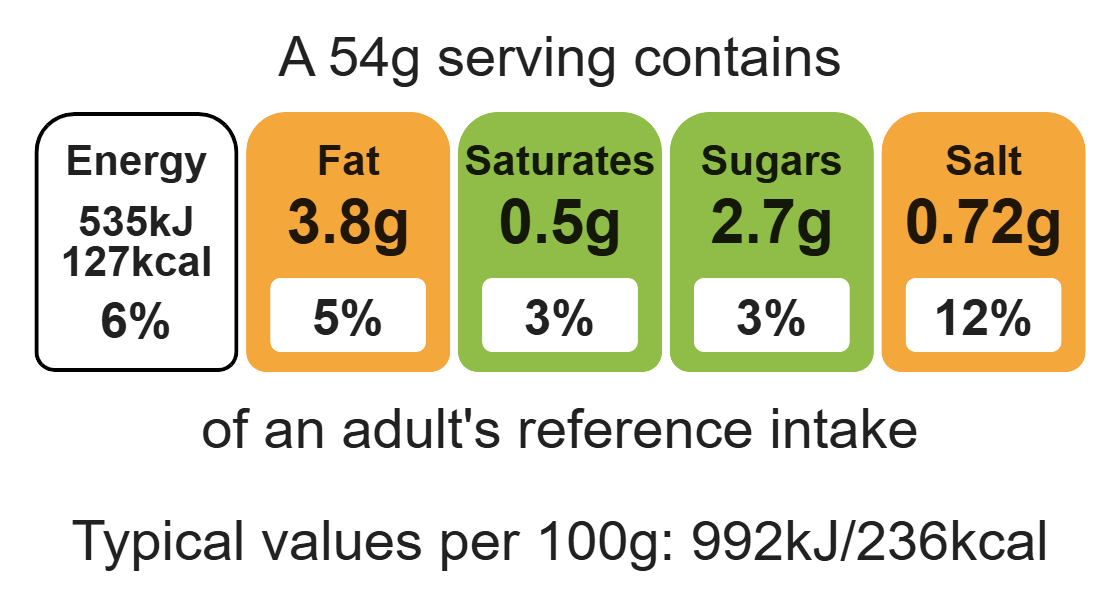 A 54g serving contains
Energy Fat Saturates Sugars Salt
535kJ
127kcal 3.8g 0.5g 2.7g 0.72g
6% 5% 3% 3% 12%
of an adult's reference intake
Typical values per 100g: 992kJ/236kcal